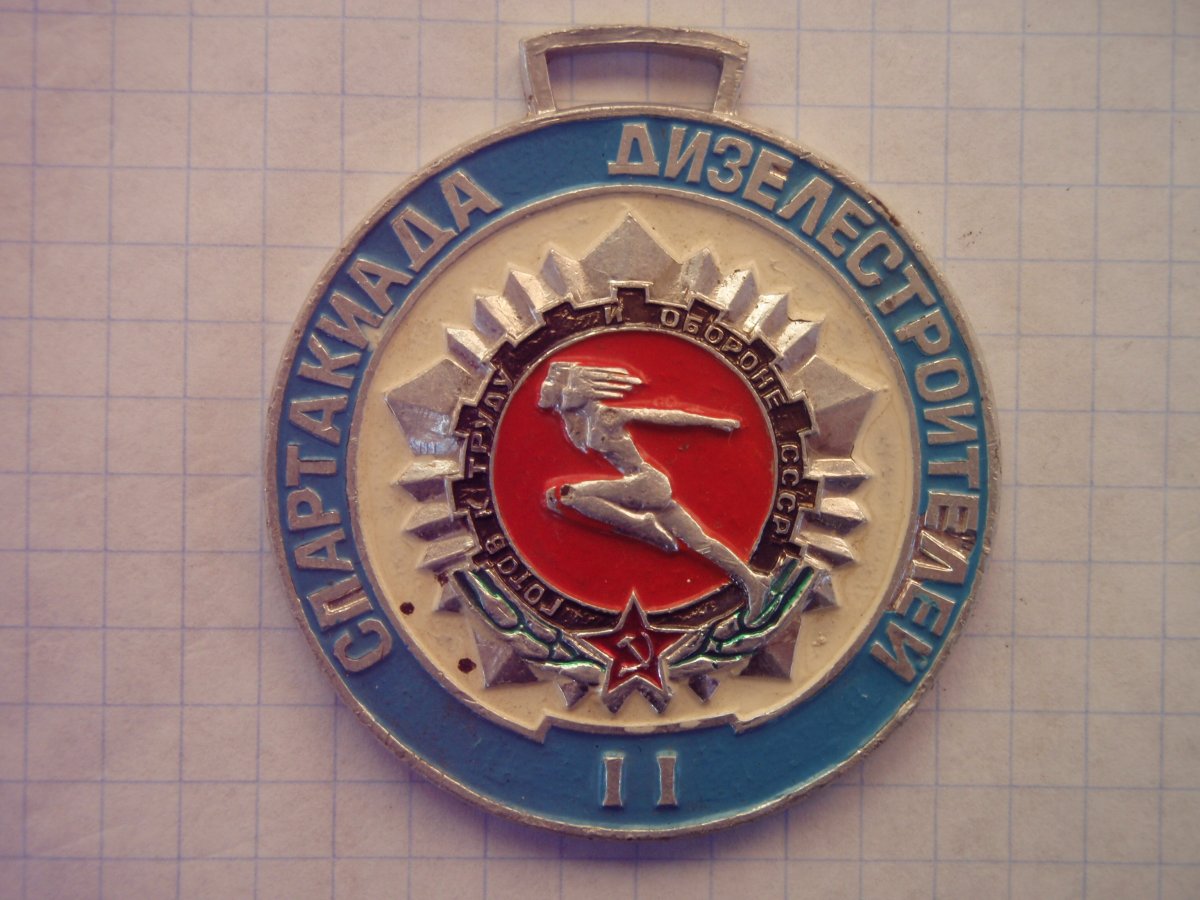 СПАРТАКИАДА ДИЗЕЛЕСТРОИТЕЛЕЙ
ГОТОВ К ТРУДУ И ОБОРОНЕ СССР
II